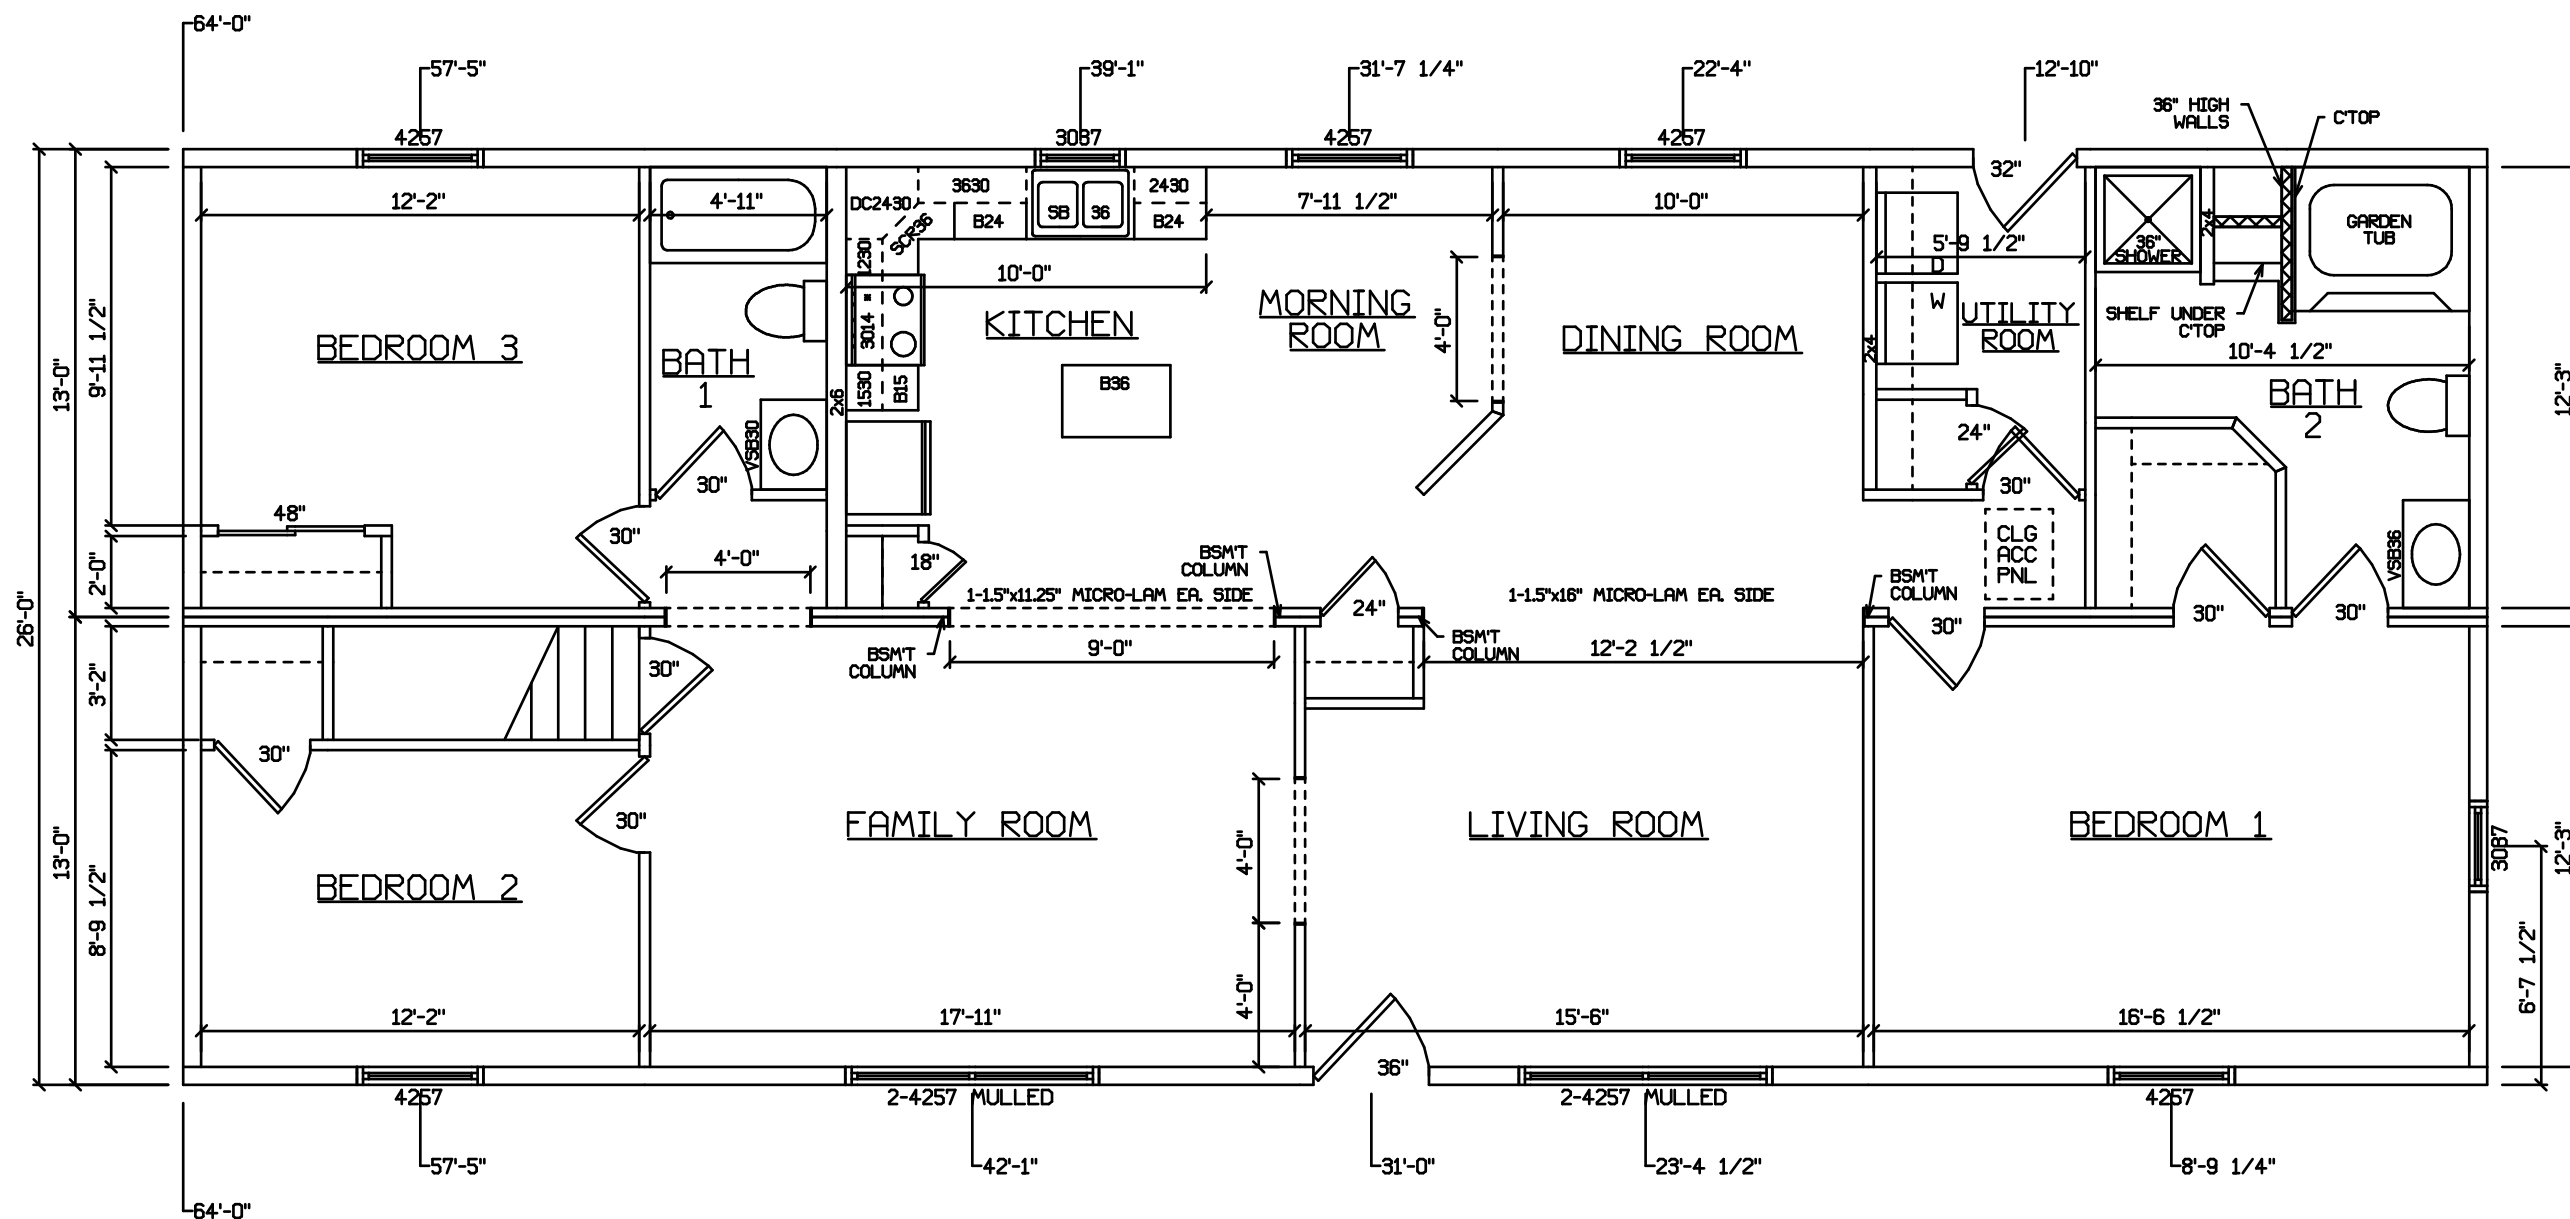 64'-0"
57'-5"
39'-1"
31'-7 1/4"
22'-4"
12'-10"
36" HIGH
WALLS
C'TOP
4257
3087
4257
4257
32"
12'-2"
4'-11"
DC2430
3630
SB
36
2430
B24
B24
SCR36
7'-11 1/2"
10'-0"
5'-9 1/2"
D
W
2x4
36"
SHOWER
2x4
GARDEN
TUB
1230
10'-0"
3014
1530
B15
2x6
BEDROOM 3
BATH
1
KITCHEN
B36
MORNING
ROOM
4'-0"
DINING ROOM
UTILITY
ROOM
SHELF UNDER
C'TOP
10'-4 1/2"
BATH
2
VSB30
30"
24"
30"
48"
30"
4'-0"
18"
BSM'T
COLUMN
1-1.5"x11.25" MICRO-LAM EA. SIDE
24"
1-1.5"x16" MICRO-LAM EA. SIDE
CLG
ACC
PNL
BSM'T
COLUMN
VSB36
30"
30"
30"
26'-0"
13'-0"
9'-11 1/2"
2'-0"
3'-2"
13'-0"
8'-9 1/2"
12'-3"
12'-3"
30"
BSM'T
COLUMN
9'-0"
BSM'T
COLUMN
12'-2 1/2"
30"
30"
FAMILY ROOM
LIVING ROOM
BEDROOM 1
BEDROOM 2
4'-0"
4'-0"
3087
6'-7 1/2"
12'-2"
17'-11"
15'-6"
16'-6 1/2"
36"
4257
2-4257 MULLED
2-4257 MULLED
4257
57'-5"
42'-1"
31'-0"
23'-4 1/2"
8'-9 1/4"
64'-0"